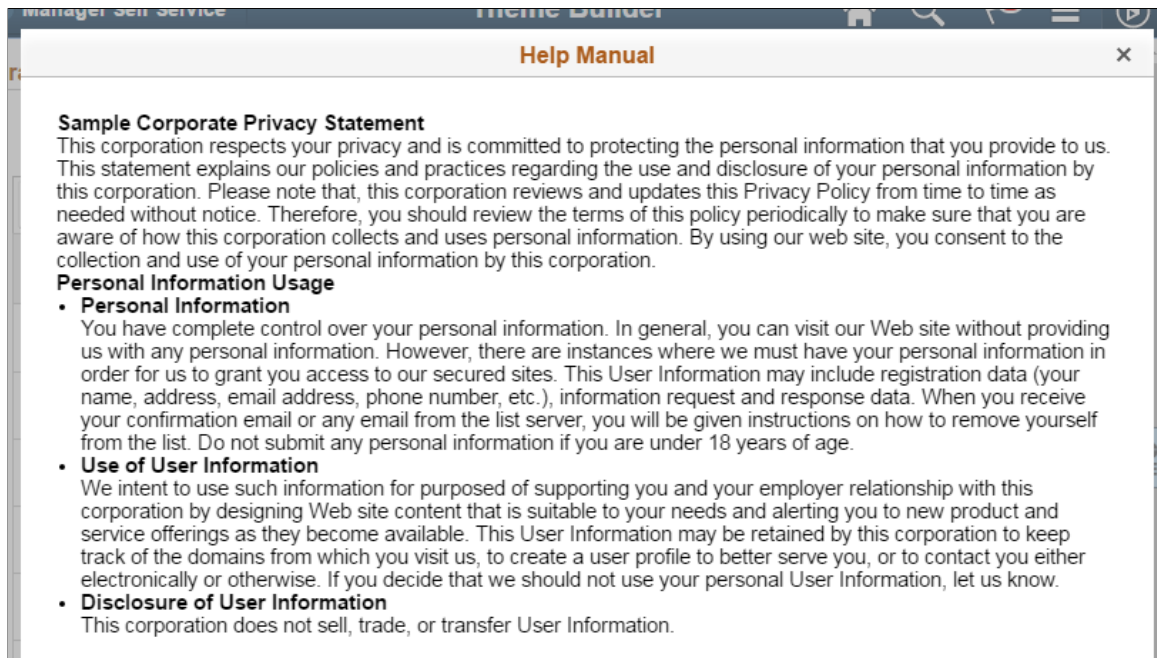 Manager Self Service
Theme Builder
Help Manual
×
Sample Corporate Privacy Statement
This corporation respects your privacy and is committed to protecting the personal information that you provide to us.
This statement explains our policies and practices regarding the use and disclosure of your personal information by
this corporation. Please note that, this corporation reviews and updates this Privacy Policy from time to time as
needed without notice. Therefore, you should review the terms of this policy periodically to make sure that you are
aware of how this corporation collects and uses personal information. By using our web site, you consent to the
collection and use of your personal information by this corporation.
Personal Information Usage
• Personal Information
You have complete control over your personal information. In general, you can visit our Web site without providing
us with any personal information. However, there are instances where we must have your personal information in
order for us to grant you access to our secured sites. This User Information may include registration data (your
name, address, email address, phone number, etc.), information request and response data. When you receive
your confirmation email or any email from the list server, you will be given instructions on how to remove yourself
from the list. Do not submit any personal information if you are under 18 years of age.
• Use of User Information
We intent to use such information for purposed of supporting you and your employer relationship with this
corporation by designing Web site content that is suitable to your needs and alerting you to new product and
service offerings as they become available. This User Information may be retained by this corporation to keep
track of the domains from which you visit us, to create a user profile to better serve you, or to contact you either
electronically or otherwise. If you decide that we should not use your personal User Information, let us know.
• Disclosure of User Information
This corporation does not sell, trade, or transfer User Information.